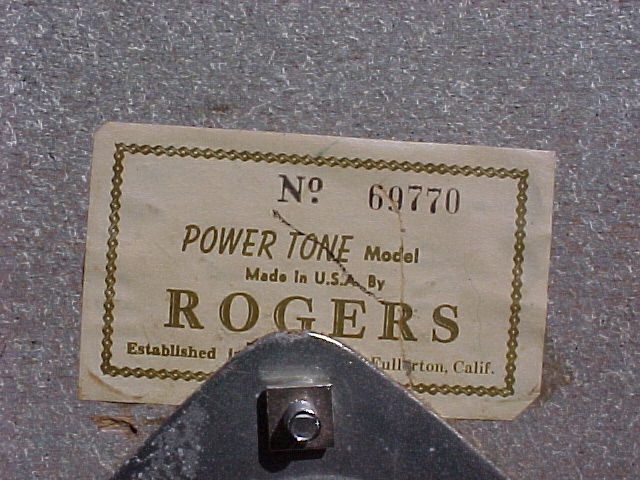 Nº 69770
POWER TONE Model
Made In U.S.A. By
ROGERS
Established Fullerton, Calif.